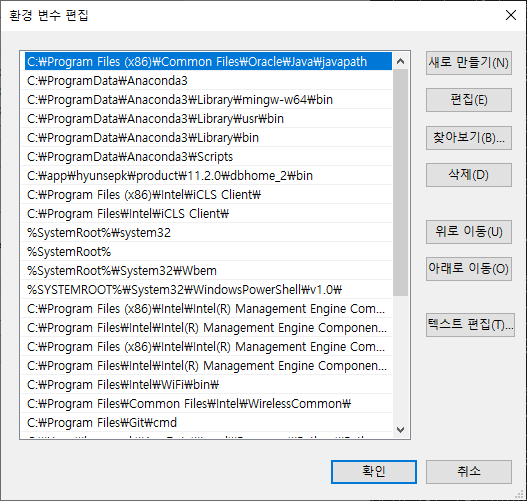 환경 변수 편집
C:₩Program Files (x86)₩Common Files₩Oracle₩Java₩javapath
C:₩ProgramData₩Anaconda3
C:₩ProgramData₩Anaconda3₩Library₩mingw-w64₩bin
C:₩ProgramData₩Anaconda3₩Library₩usr₩bin
C:₩ProgramData₩Anaconda3₩Library₩bin
C:₩ProgramData₩Anaconda3₩Scripts
C:₩app₩hyunsepk₩product₩11.2.0₩dbhome_2₩bin
C:₩Program Files (x86)₩Intel₩iCLS Client₩
C:₩Program Files₩Intel₩iCLS Client₩
%SystemRoot%₩system32
%SystemRoot%
%SystemRoot%₩System32₩Wbem
%SYSTEMROOT%₩System32₩WindowsPowerShell₩v1.0₩
C:₩Program Files (x86)₩Intel₩Intel(R) Management Engine Com...
C:₩Program Files₩Intel₩Intel(R) Management Engine Componen...
C:₩Program Files (x86)₩Intel₩Intel(R) Management Engine Com...
C:₩Program Files₩Intel₩Intel(R) Management Engine Componen...
C:₩Program Files₩Intel₩WiFi₩bin₩
C:₩Program Files₩Common Files₩Intel₩WirelessCommon₩
C:₩Program Files₩Git₩cmd
새로 만들기(N)
편집(E)
찾아보기(B)...
삭제(D)
위로 이동(U)
아래로 이동(O)
텍스트 편집(T)...
확인
취소